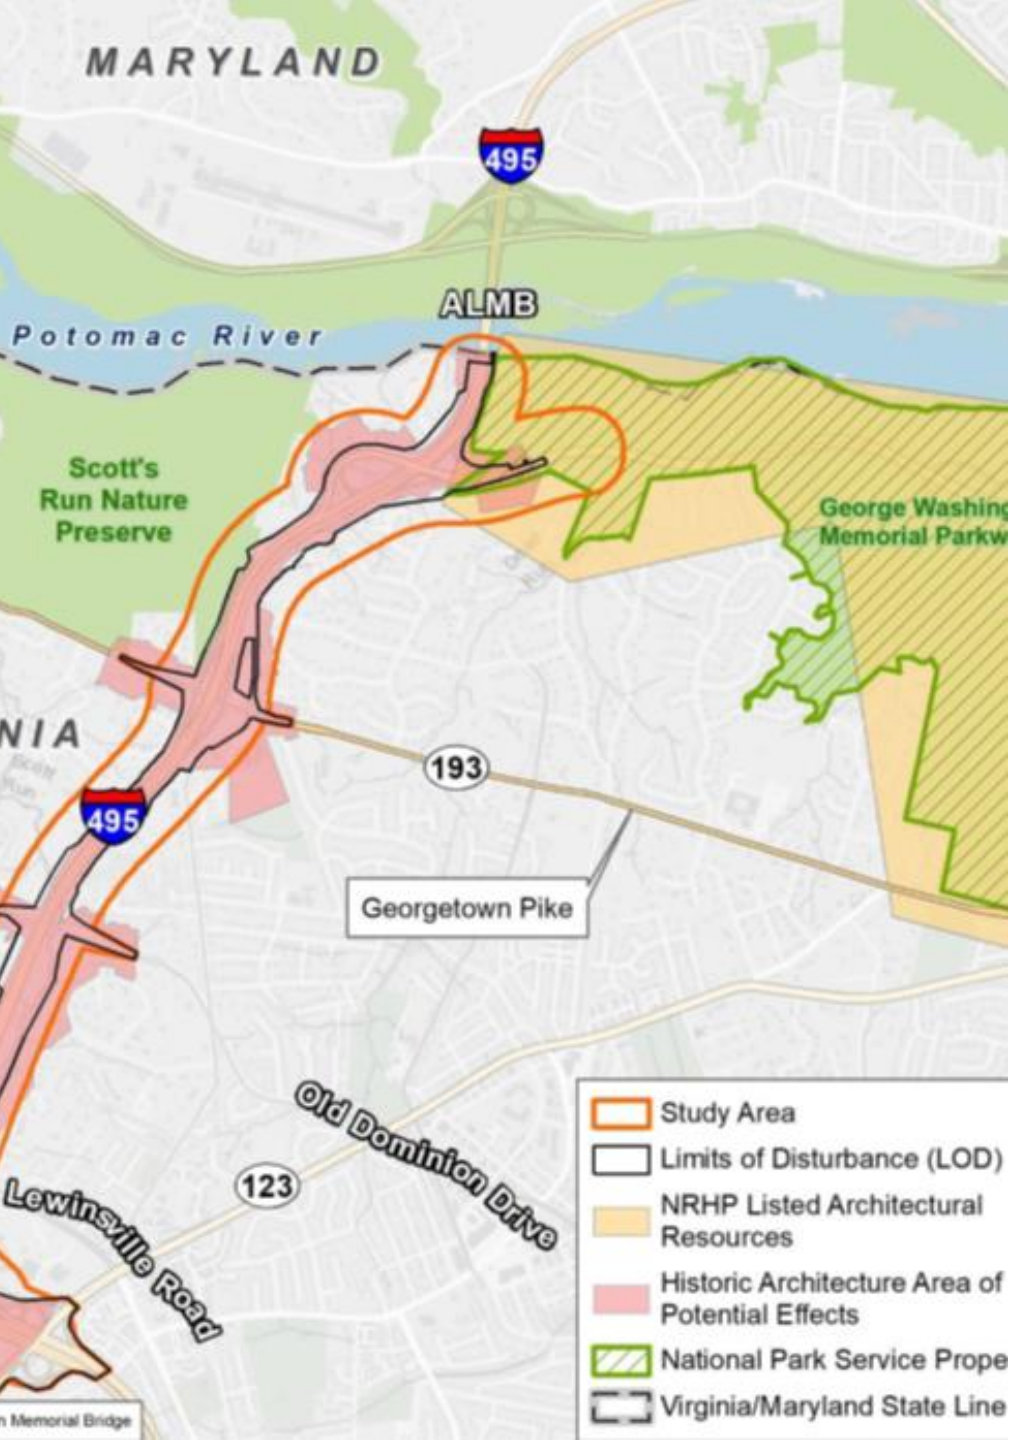 MARYLAND
495
ALMB
Potomac River
Scott's
Run Nature
Preserve
George Washing
Memorial Parkw
NIA
Scott
Run
193
495
Georgetown Pike
Old Dominion Drive
123
Lewinsville Road
Study Area
Limits of Disturbance (LOD)
NRHP Listed Architectural
Resources
Historic Architecture Area of
Potential Effects
National Park Service Prope
Virginia/Maryland State Line
n Memorial Bridge